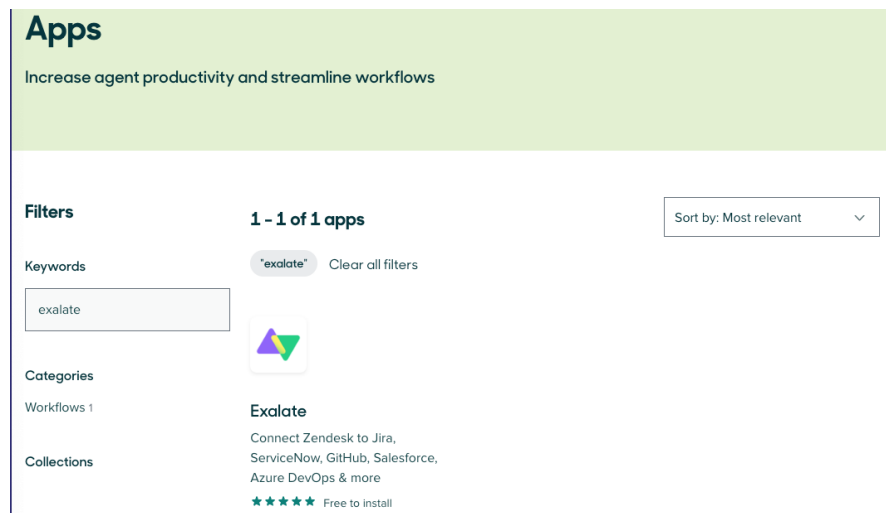 Apps
Increase agent productivity and streamline workflows
Filters
Keywords
exalate
Categories
Workflows 1
Collections
1 - 1 of 1 apps
Sort by: Most relevant
"exalate"
Clear all filters
Exalate
Connect Zendesk to Jira,
ServiceNow, GitHub, Salesforce,
Azure DevOps & more
Free to install